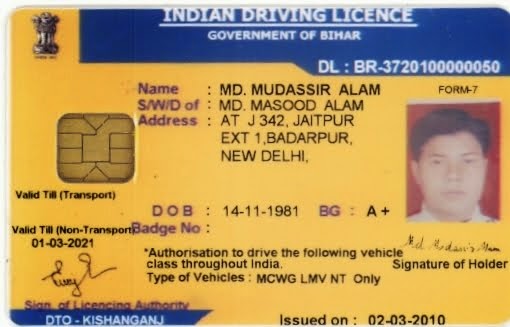 INDIAN DRIVING LICENCE
GOVERNMENT OF BIHAR
DL : BR-3720100000050
FORM-7
Name : MD. MUDASSIR ALAM
S/W/D of : MD. MASOOD ALAM
Address : AT J 342, JAITPUR
EXT 1,BADARPUR,
NEW DELHI,
Valid Till (Transport)
D O B : 14-11-1981 BG : A +
Valid Till (Non-Transport)
Badge No :
01-03-2021
*Authorisation to drive the following vehicle
class throughout India.
Type of Vehicles : MCWG LMV NT Only
Signature of Holder
Sign. of Licencing Authority
DTO - KISHANGANJ
Issued on : 02-03-2010